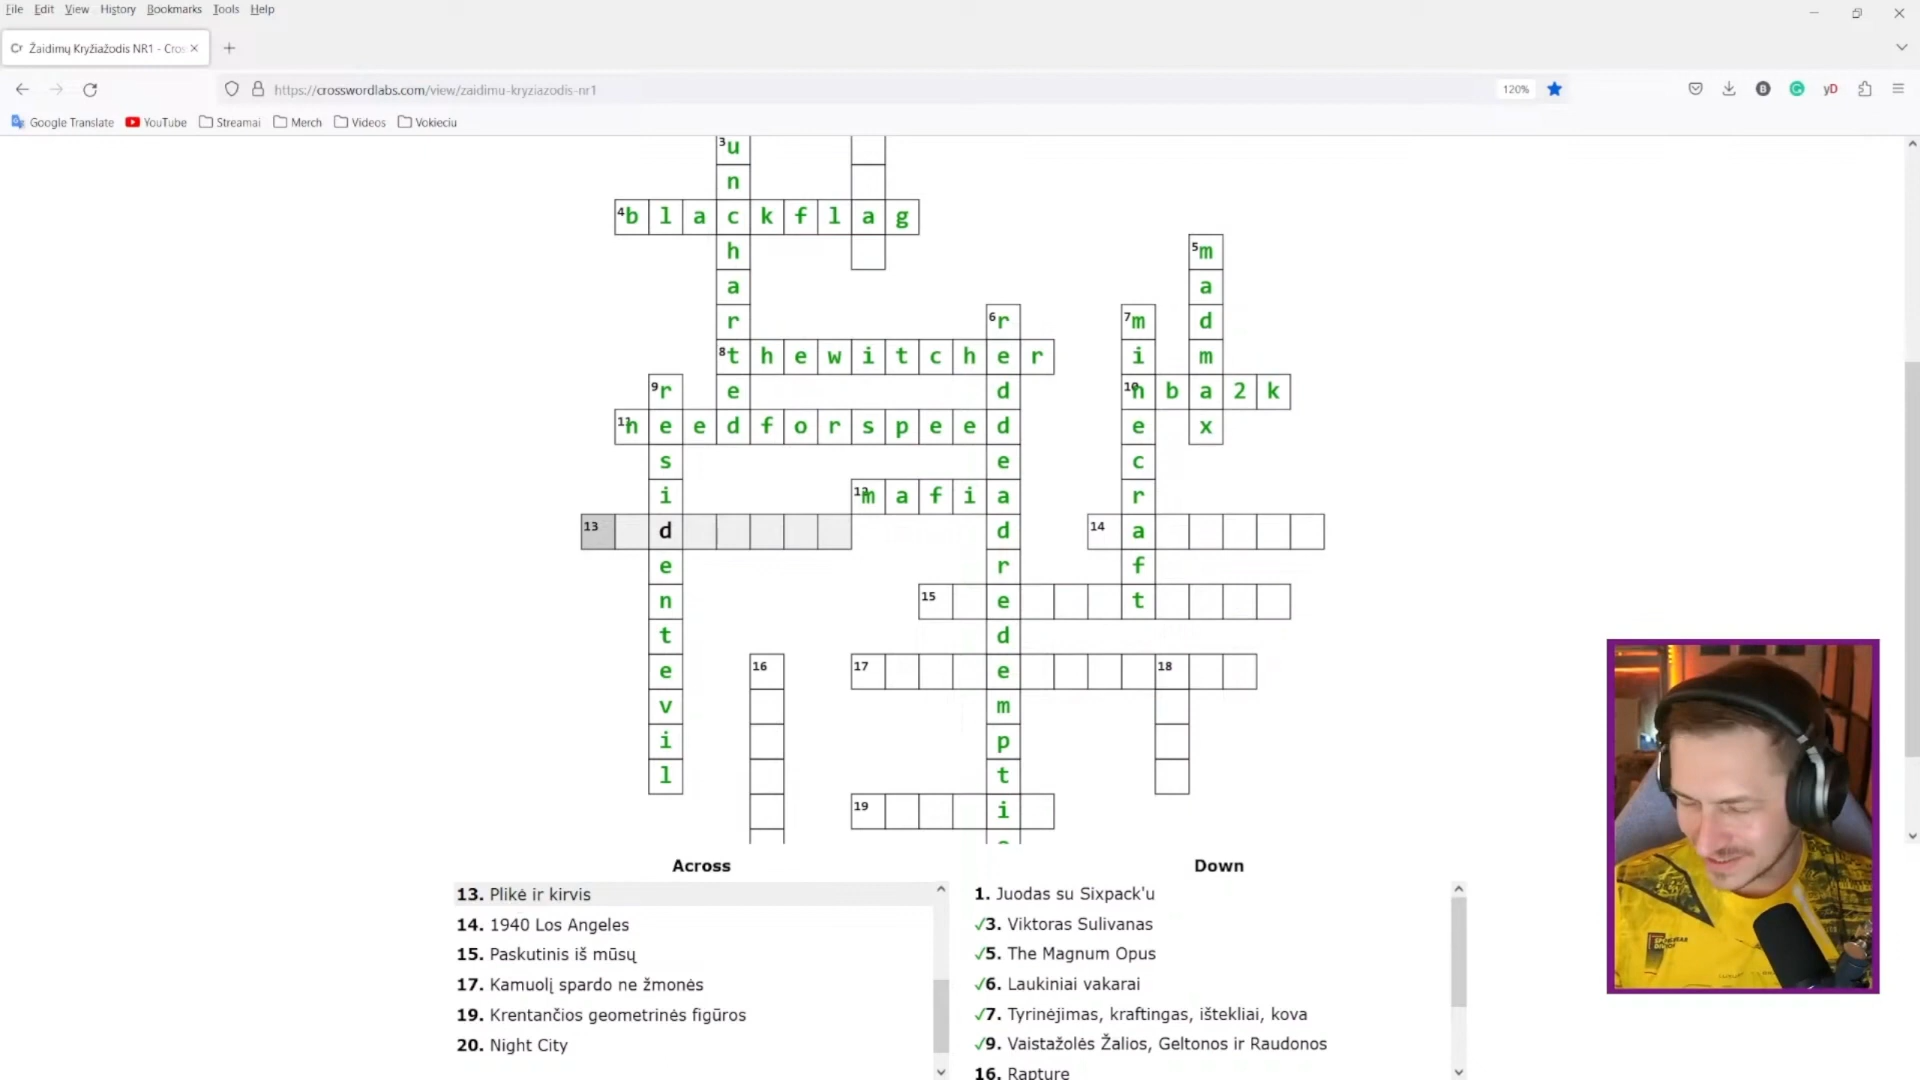 File Edit View History Bookmarks Tools Help
Cr Žaidimų Kryžiažodis NR1 - Cros
https://crosswordlabs.com/view/zaidimu-kryziazodis-nr1 120%
Google Translate YouTube Streamai Merch Videos Vokieciu
3 u
n
4 b l a c k f l a g
h 5 m
a a
r 6 r 7 m d
8 t h e w i t c h e r i m
9 r e d 10 n b a 2 k
11 n e e d f o r s p e e d e x
s e c
i 12 m a f i a r
13 d d 14 a
e r f
n 15 e t
t d
e 16 17 e 18
v m
i p
l t
19 i
Across
13. Plikė ir kirvis
14. 1940 Los Angeles
15. Paskutinis iš mūsų
17. Kamuolį spardo ne žmonės
19. Krentančios geometrinės figūros
20. Night City
Down
1. Juodas su Sixpack'u
✓3. Viktoras Sulivanas
✓5. The Magnum Opus
✓6. Laukiniai vakarai
✓7. Tyrinėjimas, kraftingas, ištekliai, kova
✓9. Vaistažolės Žalios, Geltonos ir Raudonos
16. Rapture